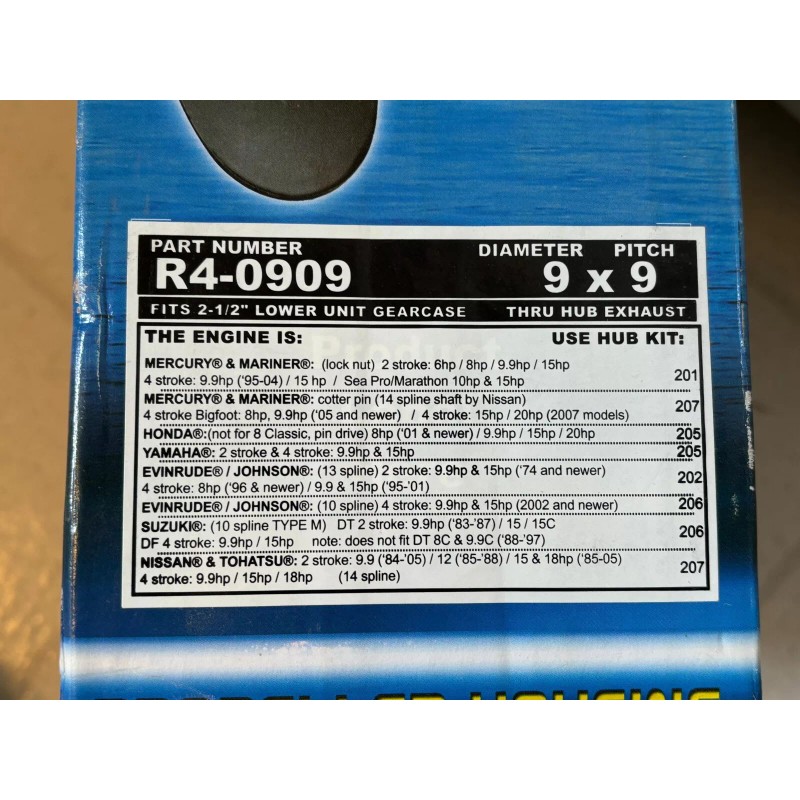 PART NUMBER DIAMETER PITCH
R4-0909 9 x 9
FITS 2-1/2" LOWER UNIT GEARCASE THRU HUB EXHAUST
THE ENGINE IS: USE HUB KIT:
MERCURY® & MARINER®: (lock nut) 2 stroke: 6hp / 8hp / 9.9hp / 15hp
4 stroke: 9.9hp ('95-04) / 15 hp / Sea Pro/Marathon 10hp & 15hp 201
MERCURY® & MARINER®: cotter pin (14 spline shaft by Nissan)
4 stroke Bigfoot: 8hp, 9.9hp ('05 and newer) / 4 stroke: 15hp / 20hp (2007 models) 207
HONDA®:(not for 8 Classic, pin drive) 8hp ('01 & newer) / 9.9hp / 15hp / 20hp 205
YAMAHA®: 2 stroke & 4 stroke: 9.9hp & 15hp 205
EVINRUDE® / JOHNSON®: (13 spline) 2 stroke: 9.9hp & 15hp ('74 and newer)
4 stroke: 8hp ('96 & newer) / 9.9 & 15hp ('95-'01) 202
EVINRUDE® / JOHNSON®: (10 spline) 4 stroke: 9.9hp & 15hp (2002 and newer) 206
SUZUKI®: (10 spline TYPE M) DT 2 stroke: 9.9hp ('83-'87) / 15 / 15C
DF 4 stroke: 9.9hp / 15hp note: does not fit DT 8C & 9.9C ('88-'97) 206
NISSAN® & TOHATSU®: 2 stroke: 9.9 ('84-'05) / 12 ('85-'88) / 15 & 18hp ('85-05)
4 stroke: 9.9hp / 15hp / 18hp (14 spline) 207
PROPELLER HOUSING